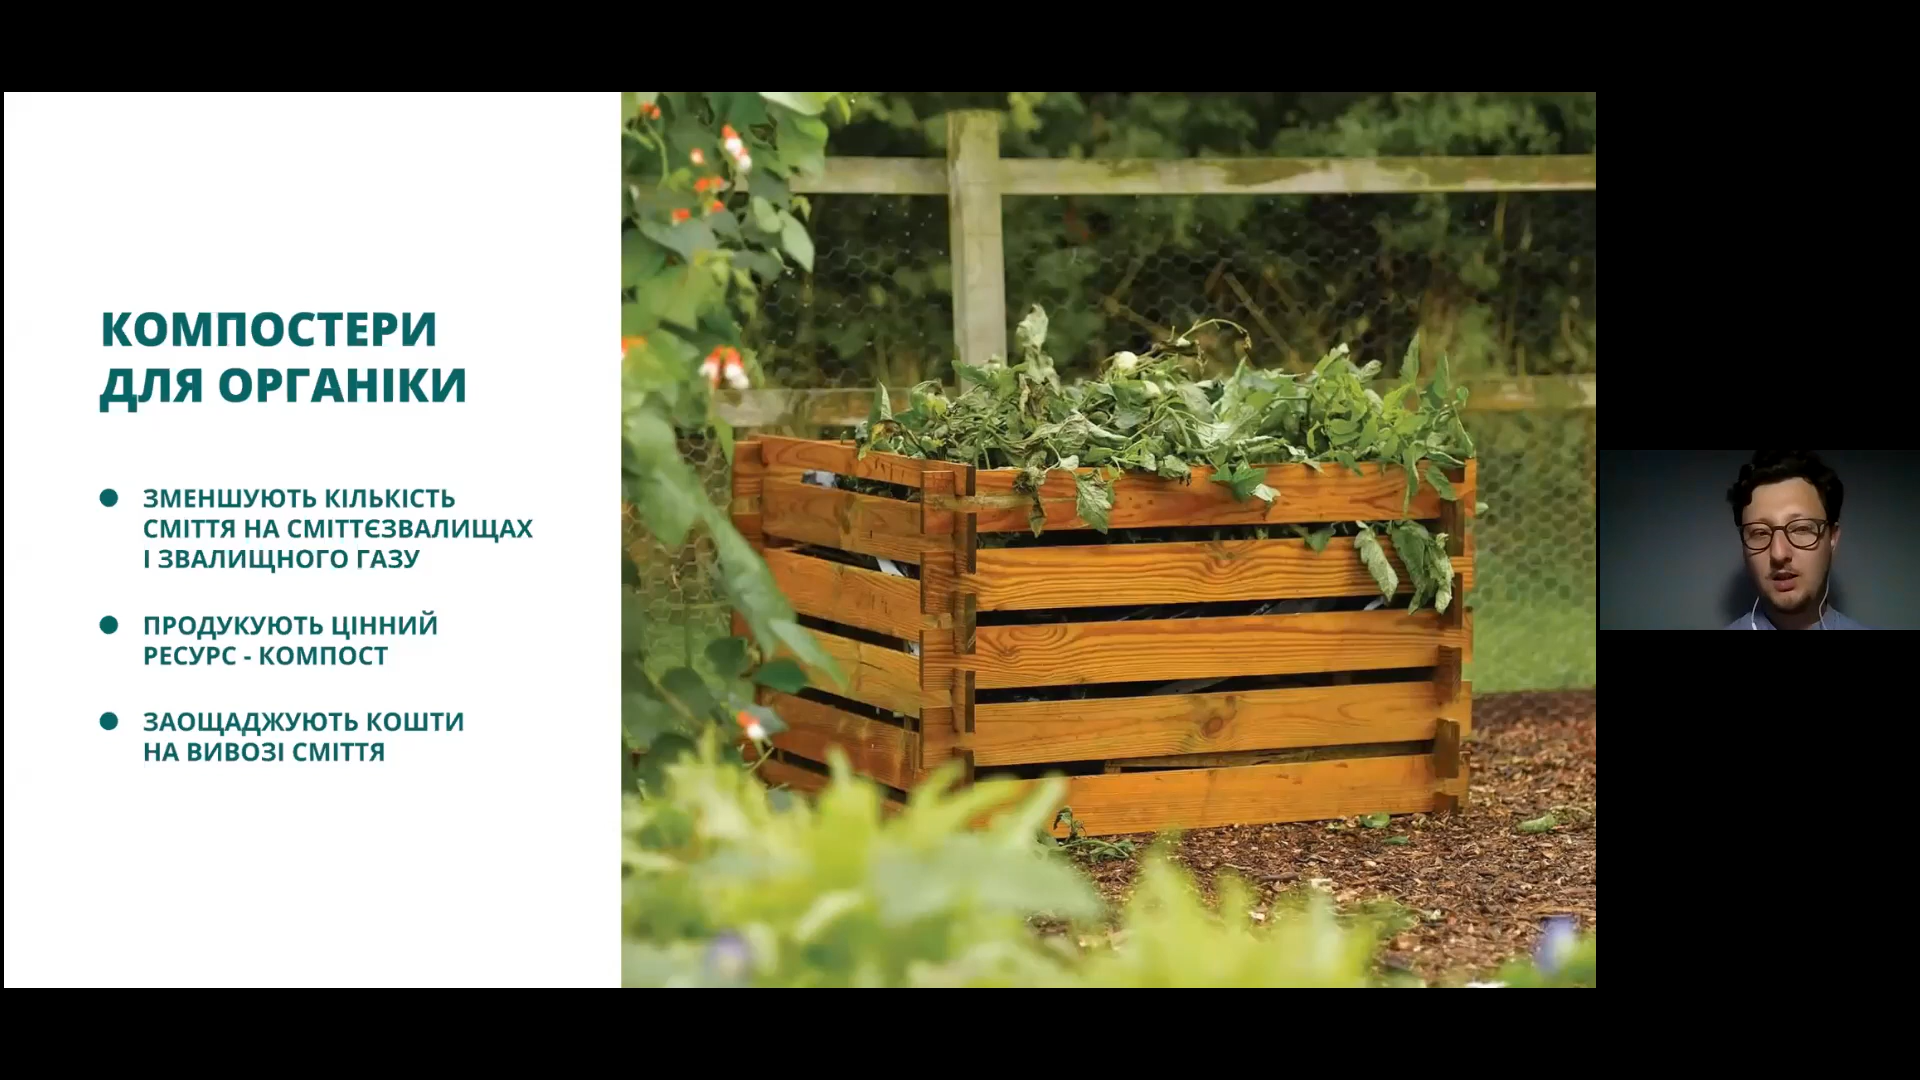 КОМПОСТЕРИ
ДЛЯ ОРГАНІКИ
ЗМЕНШУЮТЬ КІЛЬКІСТЬ
СМІТТЯ НА СМІТТЄЗВАЛИЩАХ
І ЗВАЛИЩНОГО ГАЗУ
ПРОДУКУЮТЬ ЦІННИЙ
РЕСУРС - КОМПОСТ
ЗАОЩАДЖУЮТЬ КОШТИ
НА ВИВОЗІ СМІТТЯ